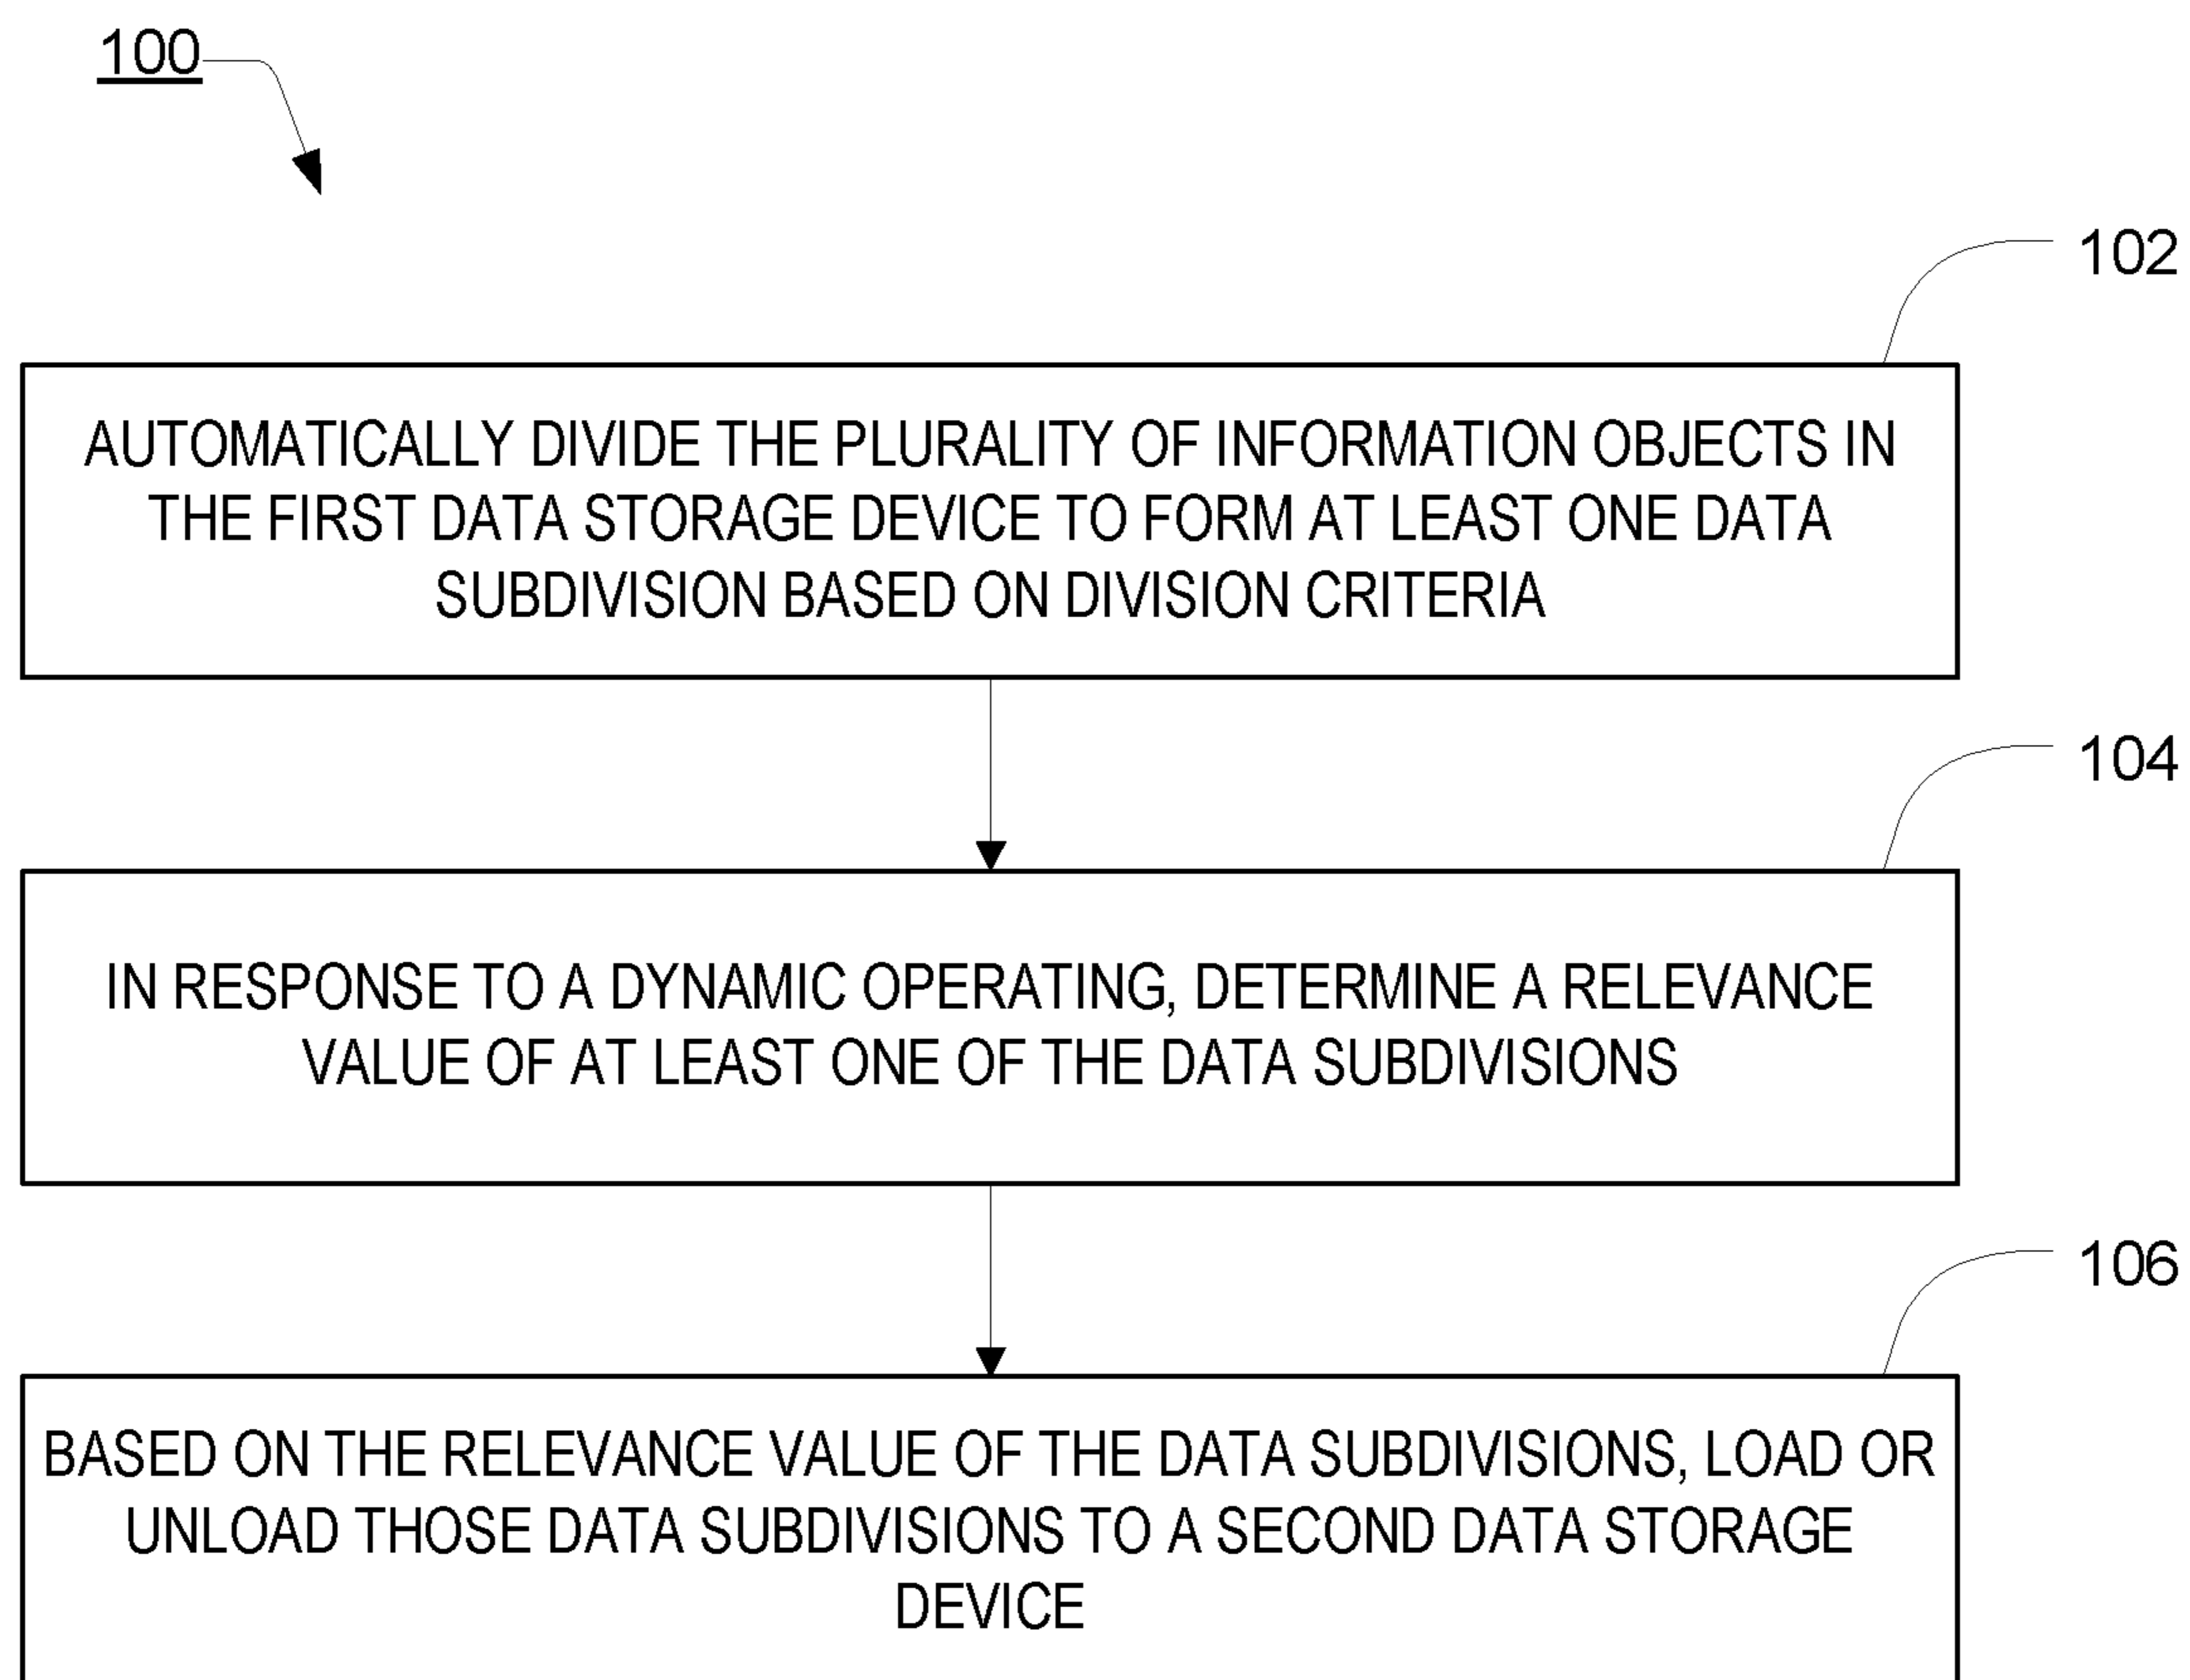 100
102
AUTOMATICALLY DIVIDE THE PLURALITY OF INFORMATION OBJECTS IN
THE FIRST DATA STORAGE DEVICE TO FORM AT LEAST ONE DATA
SUBDIVISION BASED ON DIVISION CRITERIA
104
IN RESPONSE TO A DYNAMIC OPERATING, DETERMINE A RELEVANCE
VALUE OF AT LEAST ONE OF THE DATA SUBDIVISIONS
106
BASED ON THE RELEVANCE VALUE OF THE DATA SUBDIVISIONS, LOAD OR
UNLOAD THOSE DATA SUBDIVISIONS TO A SECOND DATA STORAGE
DEVICE